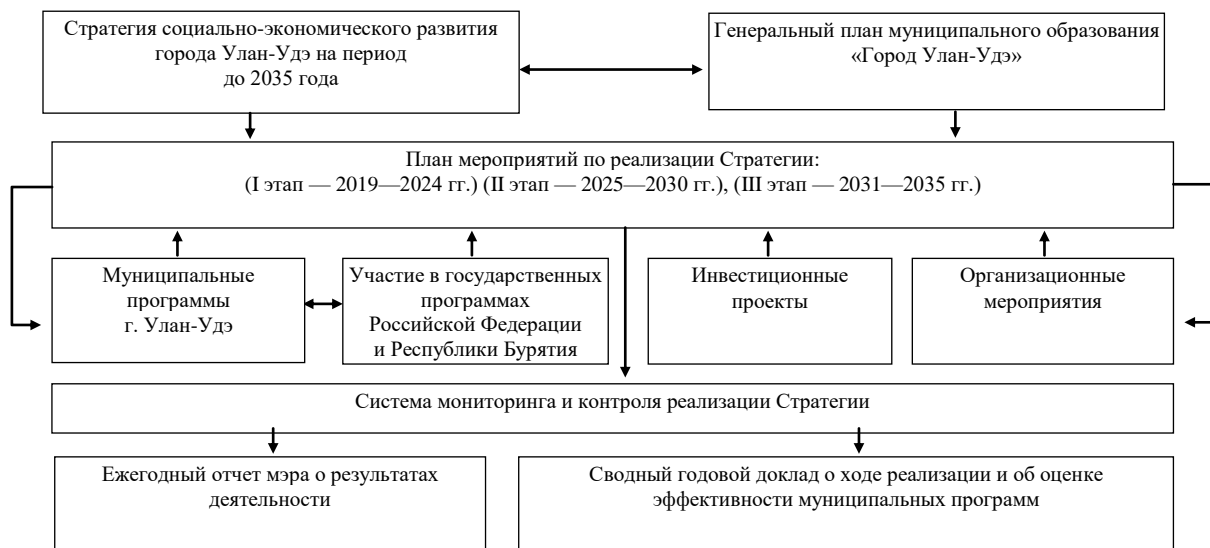 Стратегия социально-экономического развития
города Улан-Удэ на период
до 2035 года
Генеральный план муниципального образования
«Город Улан-Удэ»
План мероприятий по реализации Стратегии:
(I этап — 2019—2024 гг.) (II этап — 2025—2030 гг.), (III этап — 2031—2035 гг.)
Муниципальные
программы
г. Улан-Удэ
Участие в государственных
программах
Российской Федерации
и Республики Бурятия
Инвестиционные
проекты
Организационные
мероприятия
Система мониторинга и контроля реализации Стратегии
Ежегодный отчет мэра о результатах
деятельности
Сводный годовой доклад о ходе реализации и об оценке
эффективности муниципальных программ